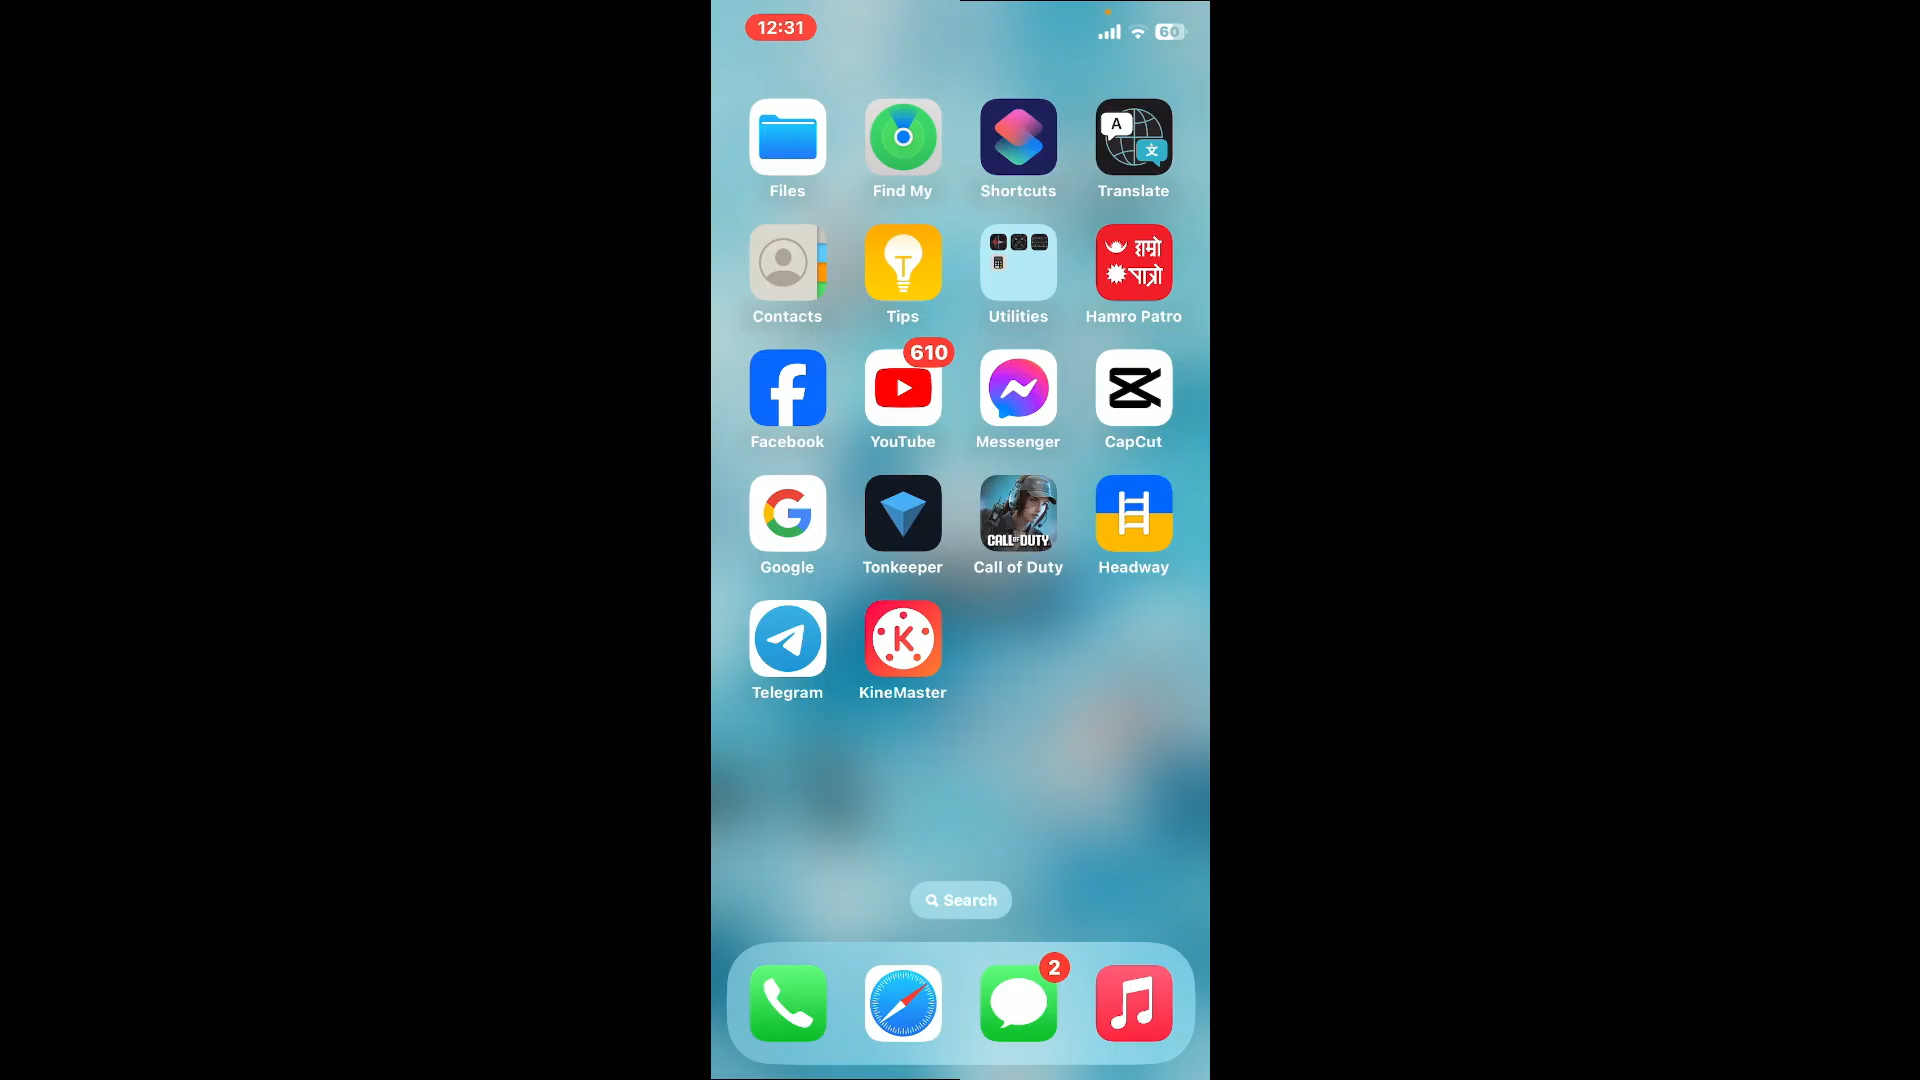 12:31
60
A
文
Files
Find My
Shortcuts
Translate
हाम्रो
पात्रो
Contacts
Tips
Utilities
Hamro Patro
610
Facebook
YouTube
Messenger
CapCut
CALL OF DUTY
Google
Tonkeeper
Call of Duty
Headway
K
Telegram
KineMaster
Search
2